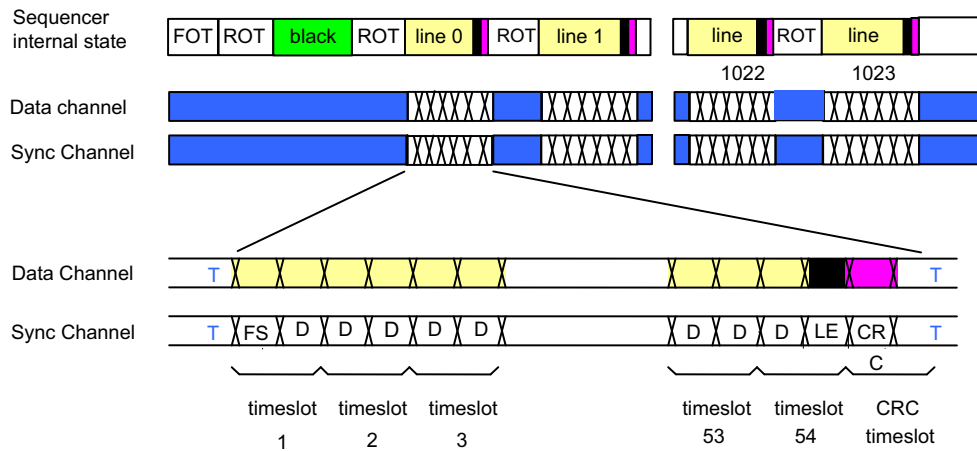 Sequencer
internal state
FOT ROT black ROT line 0 ROT line 1 line ROT line
1022 1023
Data channel
Sync Channel
Data Channel T T
Sync Channel T FS D D D D D D D D LE CR T
C
timeslot timeslot timeslot timeslot timeslot CRC
1 2 3 53 54 timeslot